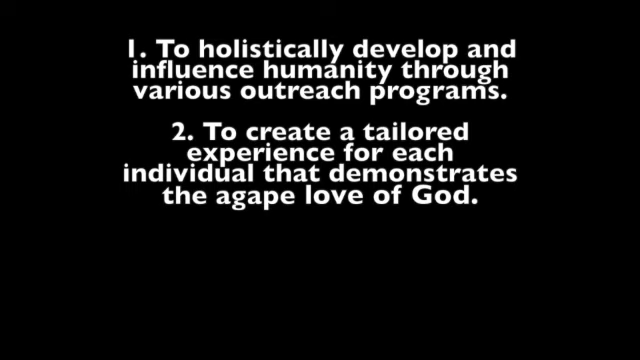 1. To holistically develop and
influence humanity through
various outreach programs.
2. To create a tailored
experience for each
individual that demonstrates
the agape love of God.